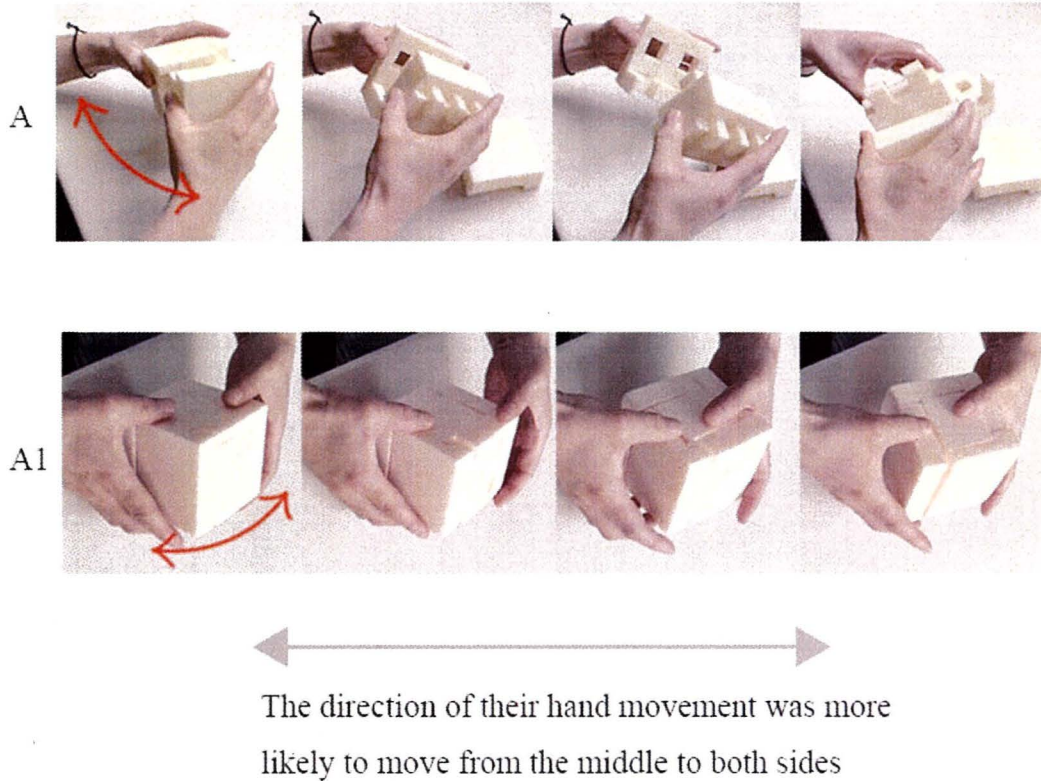 A
A1
The direction of their hand movement was more
likely to move from the middle to both sides